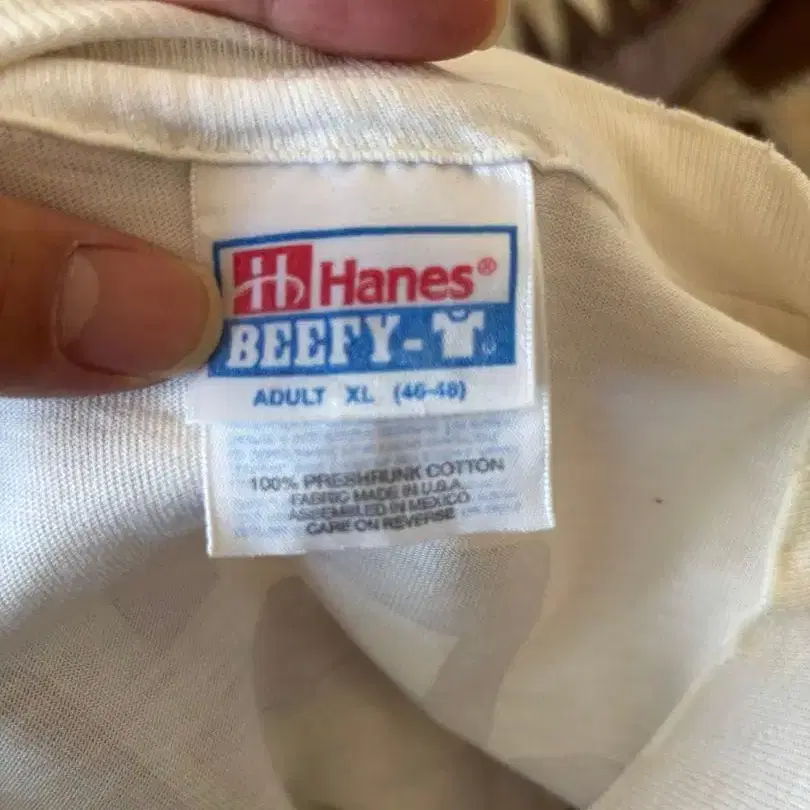 Hanes®
BEEFY-
ADULT XL (46-48)
100% PRESHRUNK COTTON
FABRIC MADE IN U.S.A.
ASSEMBLED IN MEXICO
CARE ON REVERSE